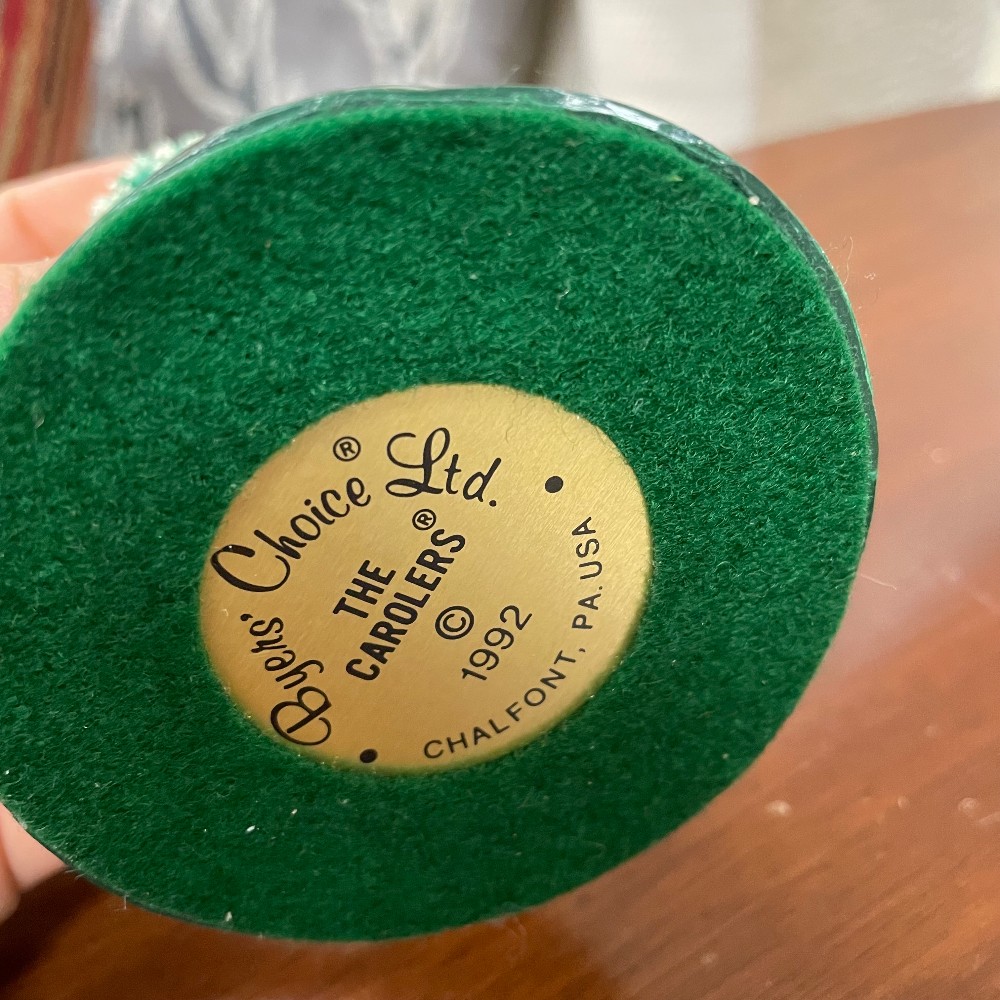 Byers' Choice® Ltd.
THE
CAROLERS®
©
1992
CHALFONT, PA. USA